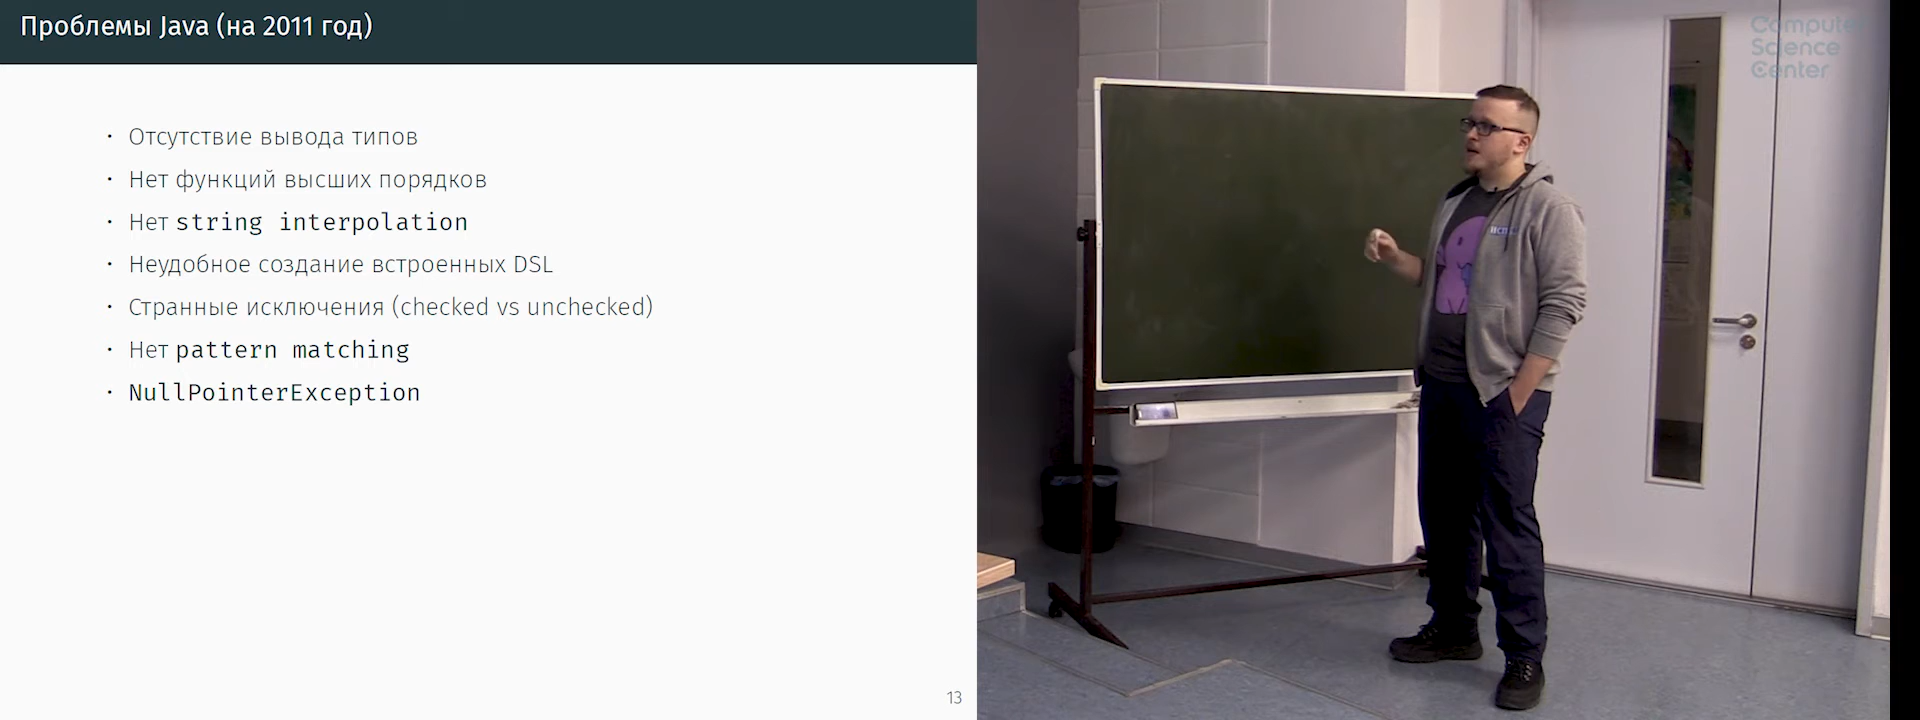 Проблемы Java (на 2011 год)
• Отсутствие вывода типов
• Нет функций высших порядков
• Нет string interpolation
• Неудобное создание встроенных DSL
• Странные исключения (checked vs unchecked)
• Нет pattern matching
• NullPointerException
13
Computer
Science
Center